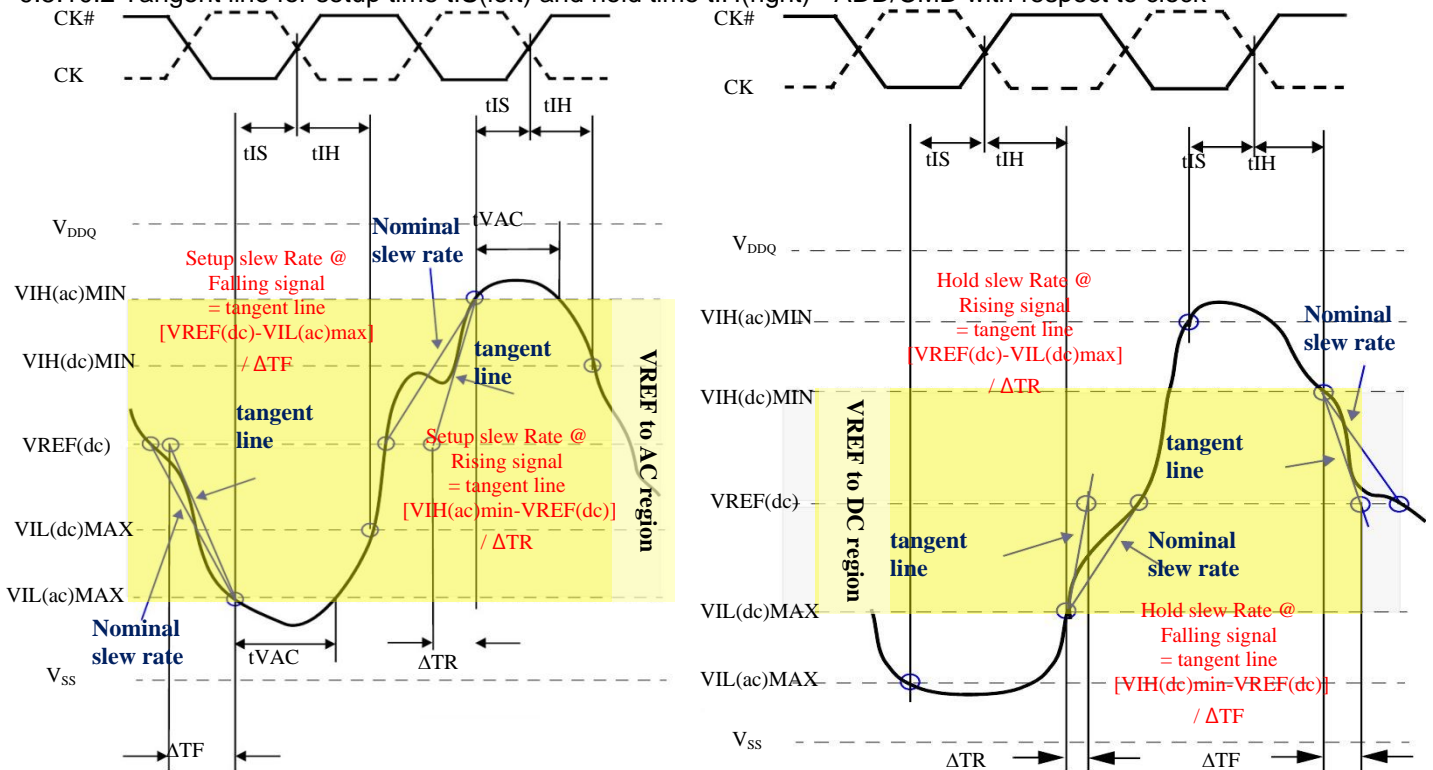 CK#
CK
tIS
tIH
tIS
tIH
V_DDQ
Nominal
slew rate
tVAC
Setup slew Rate @
Falling signal
= tangent line
[VREF(dc)-VIL(ac)max]
/ ΔTF
VIH(ac)MIN
VIH(dc)MIN
tangent
line
tangent
line
VREF(dc)
Setup slew Rate @
Rising signal
= tangent line
[VIH(ac)min-VREF(dc)]
/ ΔTR
VREF to AC region
VIL(dc)MAX
VIL(ac)MAX
Nominal
slew rate
tVAC
ΔTR
V_SS
ΔTF
CK#
CK
tIS
tIH
tIS
tIH
V_DDQ
Hold slew Rate @
Rising signal
= tangent line
[VREF(dc)-VIL(dc)max]
/ ΔTR
VIH(ac)MIN
Nominal
slew rate
VIH(dc)MIN
VREF to DC region
tangent
line
VREF(dc)
tangent
line
Nominal
slew rate
VIL(dc)MAX
Hold slew Rate @
Falling signal
= tangent line
[VIH(dc)min-VREF(dc)]
/ ΔTF
VIL(ac)MAX
V_SS
ΔTR
ΔTF